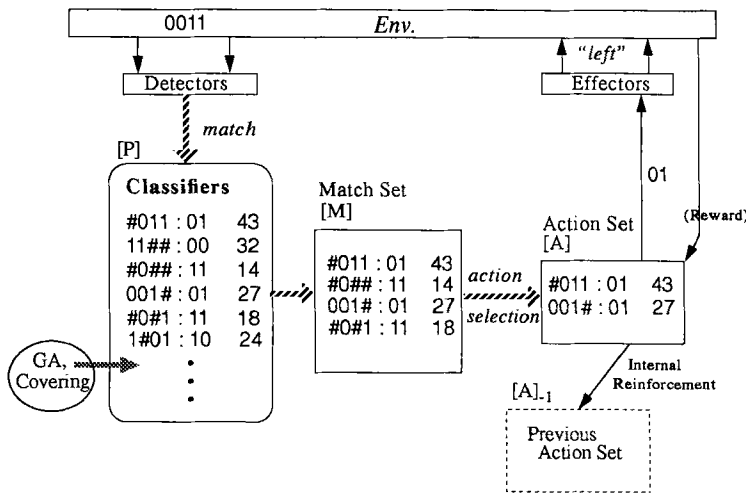 0011 Env.
"left"
Detectors
Effectors
match
[P]
Classifiers
#011 : 01 43
11## : 00 32
#0## : 11 14
001# : 01 27
#0#1 : 11 18
1#01 : 10 24
GA,
Covering
Match Set
[M]
#011 : 01 43
#0## : 11 14
001# : 01 27
#0#1 : 11 18
action
selection
01
(Reward)
Action Set
[A]
#011 : 01 43
001# : 01 27
Internal
Reinforcement
[A]-1
Previous
Action Set